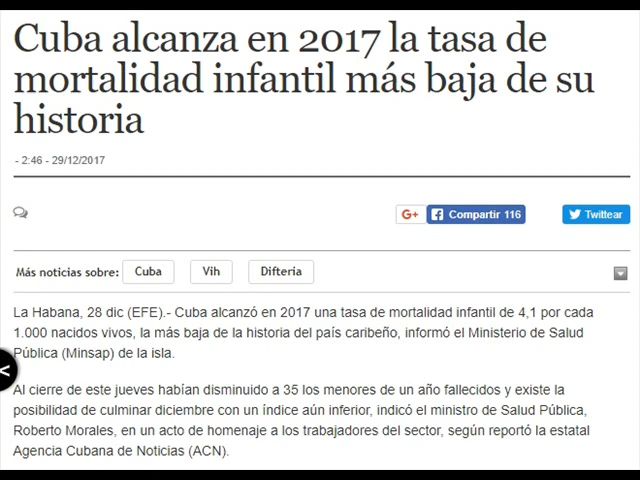 Cuba alcanza en 2017 la tasa de
mortalidad infantil más baja de su
historia
- 2:46 - 29/12/2017
G+ Compartir 116 Twittear
Más noticias sobre: Cuba Vih Difteria
La Habana, 28 dic (EFE).- Cuba alcanzó en 2017 una tasa de mortalidad infantil de 4,1 por cada
1.000 nacidos vivos, la más baja de la historia del país caribeño, informó el Ministerio de Salud
Pública (Minsap) de la isla.
Al cierre de este jueves habían disminuido a 35 los menores de un año fallecidos y existe la
posibilidad de culminar diciembre con un índice aún inferior, indicó el ministro de Salud Pública,
Roberto Morales, en un acto de homenaje a los trabajadores del sector, según reportó la estatal
Agencia Cubana de Noticias (ACN).